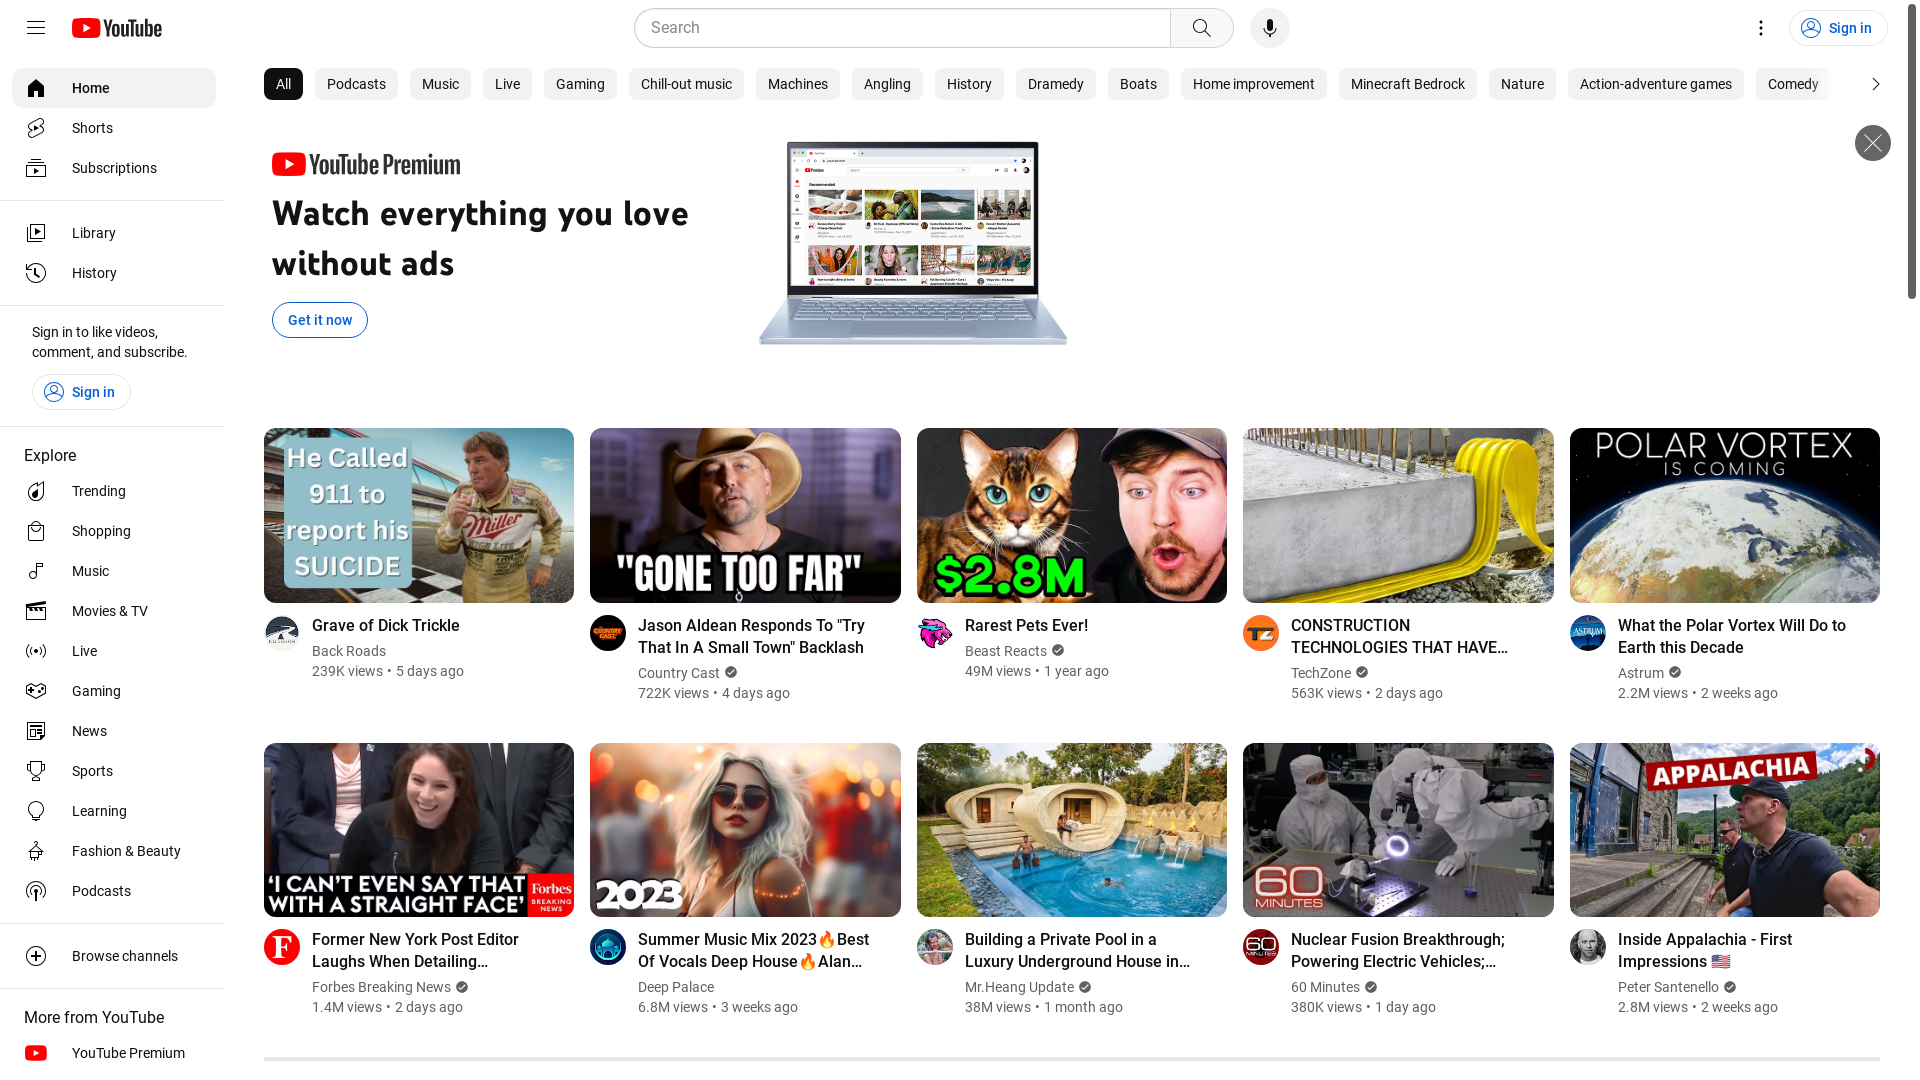 YouTube
Search
Sign in
Home
Shorts
Subscriptions
Library
History
Sign in to like videos,
comment, and subscribe.
Sign in
Explore
Trending
Shopping
Music
Movies & TV
Live
Gaming
News
Sports
Learning
Fashion & Beauty
Podcasts
Browse channels
More from YouTube
YouTube Premium
All
Podcasts
Music
Live
Gaming
Chill-out music
Machines
Angling
History
Dramedy
Boats
Home improvement
Minecraft Bedrock
Nature
Action-adventure games
Comedy
YouTube Premium
Watch everything you love
without ads
Get it now
Recommended
He Called
911 to
report his
SUICIDE
Miller
Grave of Dick Trickle
Back Roads
239K views • 5 days ago
"GONE TOO FAR"
COUNTRY
CAST
Jason Aldean Responds To "Try
That In A Small Town" Backlash
Country Cast
722K views • 4 days ago
$2.8M
Rarest Pets Ever!
Beast Reacts
49M views • 1 year ago
TZ
CONSTRUCTION
TECHNOLOGIES THAT HAVE…
TechZone
563K views • 2 days ago
POLAR VORTEX
IS COMING
ASTRUM
What the Polar Vortex Will Do to
Earth this Decade
Astrum
2.2M views • 2 weeks ago
'I CAN'T EVEN SAY THAT
WITH A STRAIGHT FACE'
Forbes
BREAKING
NEWS
F
Former New York Post Editor
Laughs When Detailing…
Forbes Breaking News
1.4M views • 2 days ago
2023
Summer Music Mix 2023🔥Best
Of Vocals Deep House🔥Alan…
Deep Palace
6.8M views • 3 weeks ago
Building a Private Pool in a
Luxury Underground House in…
Mr.Heang Update
38M views • 1 month ago
60
MINUTES
60
MINUTES
Nuclear Fusion Breakthrough;
Powering Electric Vehicles;…
60 Minutes
380K views • 1 day ago
APPALACHIA
Inside Appalachia - First
Impressions 🇺🇸
Peter Santenello
2.8M views • 2 weeks ago